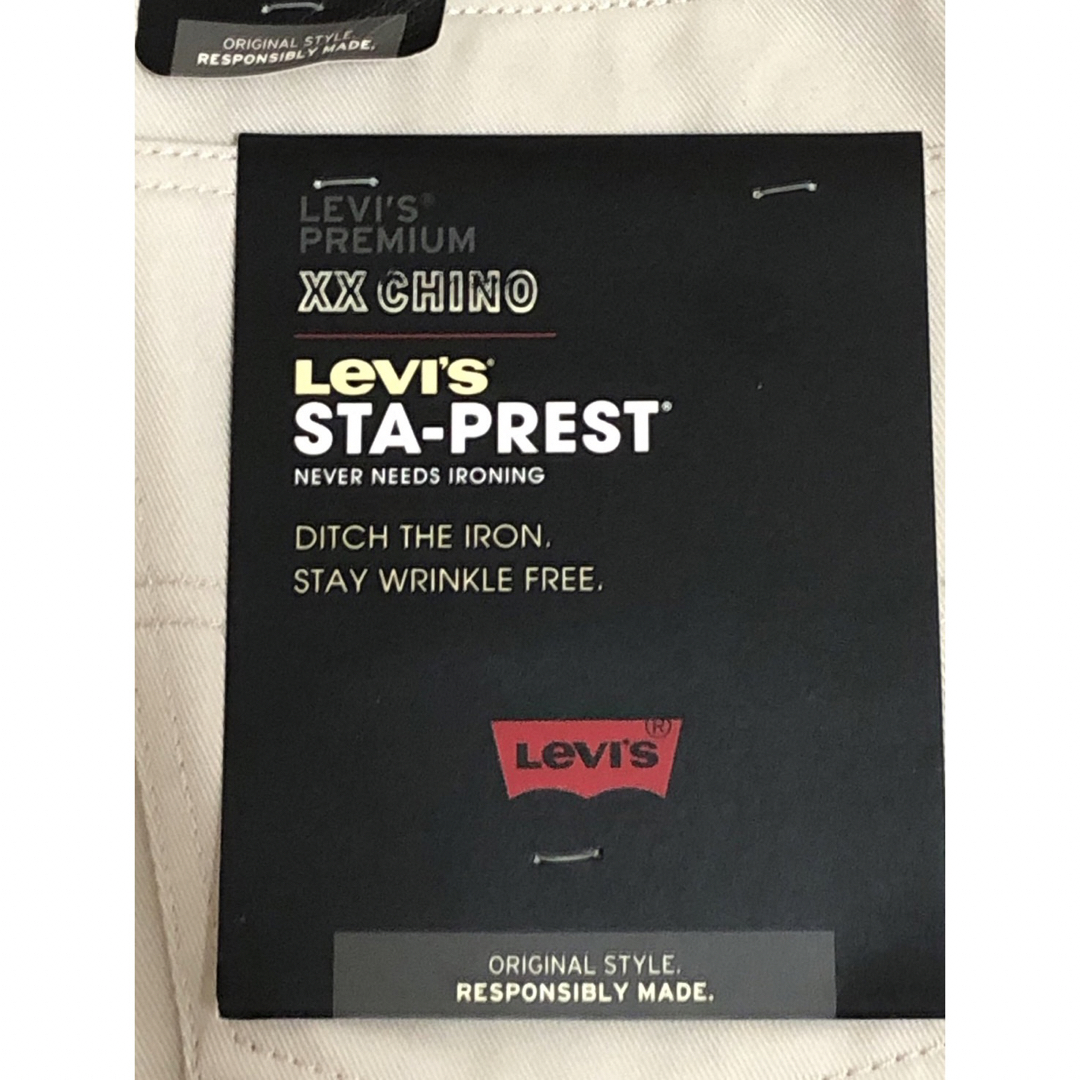 ORIGINAL STYLE.
RESPONSIBLY MADE.
LEVI'S®
PREMIUM
XX CHINO
LEVI'S®
STA-PREST®
NEVER NEEDS IRONING
DITCH THE IRON.
STAY WRINKLE FREE.
LEVI'S ®
ORIGINAL STYLE.
RESPONSIBLY MADE.